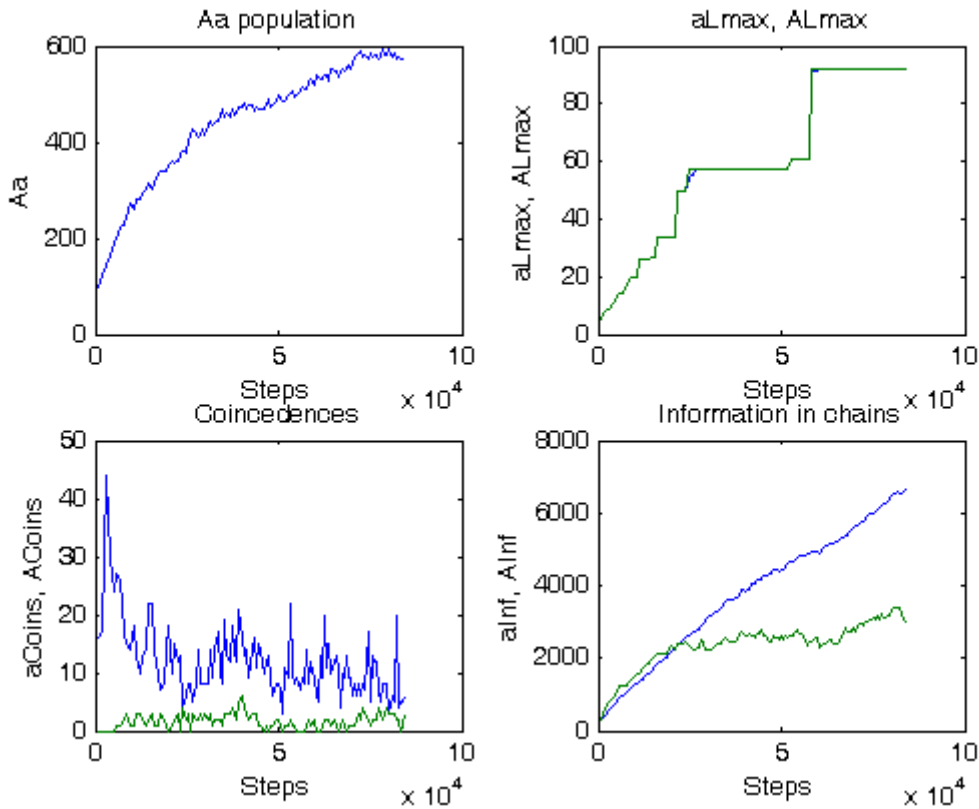 Aa population
600
400
200
0
Aa
0
5
10
Steps
x 10^4
aLmax, ALmax
100
80
60
40
20
0
aLmax, ALmax
0
5
10
Steps
x 10^4
Coincedences
50
40
30
20
10
0
aCoins, ACoins
0
5
10
Steps
x 10^4
Information in chains
8000
6000
4000
2000
0
aInf, AInf
0
5
10
Steps
x 10^4